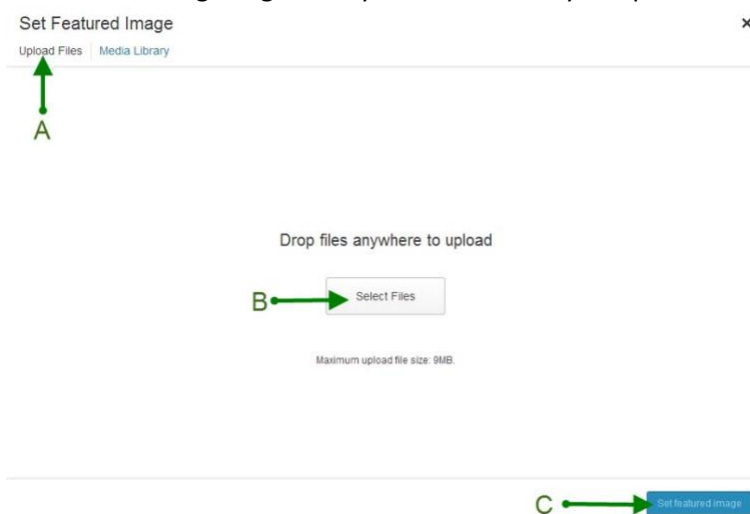 Set Featured Image
×
Upload Files Media Library
A
Drop files anywhere to upload
B Select Files
Maximum upload file size: 9MB.
C Set featured image